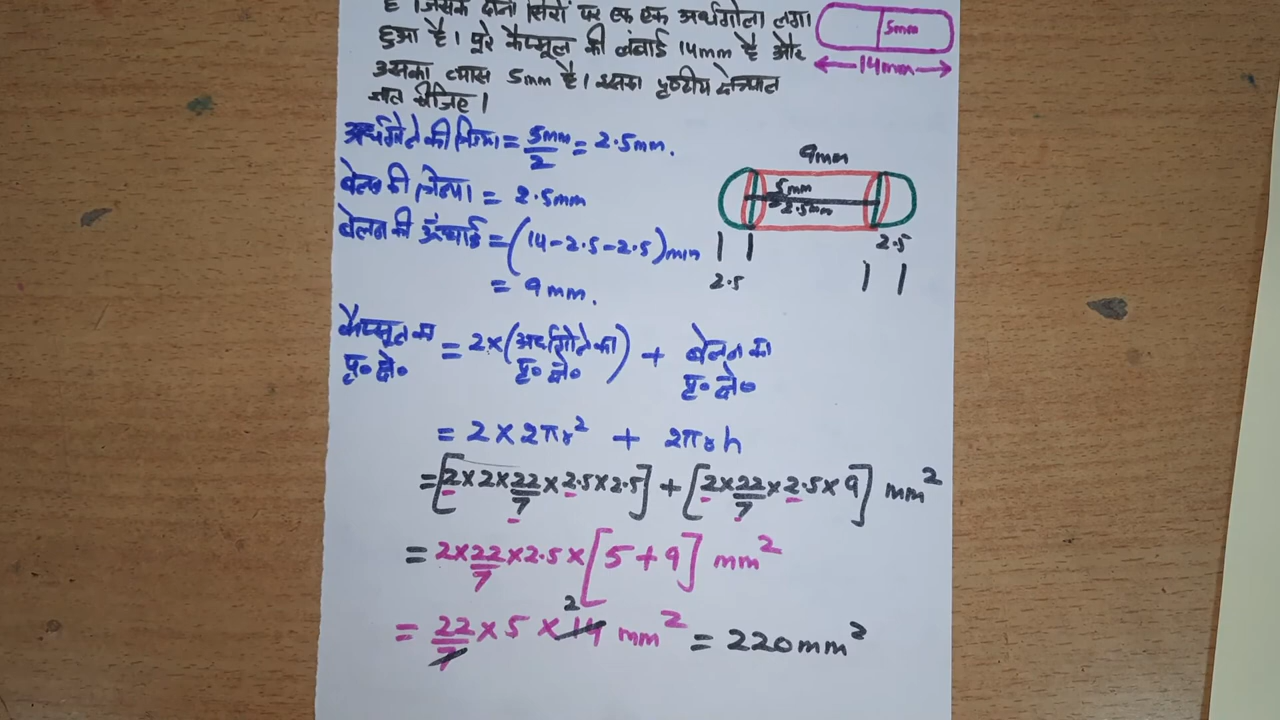 है जिसके दोनों सिरों पर एक एक अर्धगोला लगा
हुआ है। पूरे कैप्सूल की लंबाई 14mm है और
उसका व्यास 5mm है। इसका पृष्ठीय क्षेत्रफल
ज्ञात कीजिए।
5mm
14mm
अर्धगोले की त्रिज्या = 5mm/2 = 2.5mm.
बेलन की त्रिज्या = 2.5mm
बेलन की ऊँचाई = (14-2.5-2.5)mm
= 9mm.
9mm
5mm
2.5mm
2.5
2.5
कैप्सूल का पृ० क्षे० = 2×(अर्धगोले का पृ० क्षे०) + बेलन का पृ० क्षे०
= 2×2πr² + 2πrh
= [2×2×22/7×2.5×2.5] + [2×22/7×2.5×9] mm²
= 2×22/7×2.5×[5+9] mm²
= 22/7×5×14 mm² = 220mm²
2